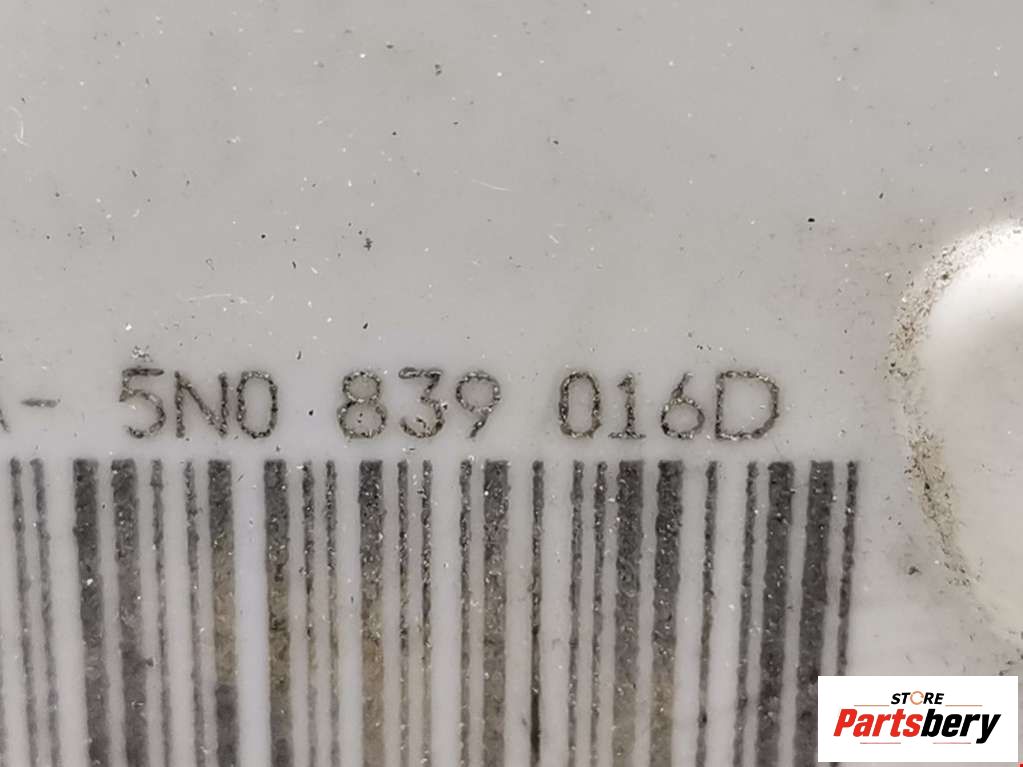 - 5N0 839 016D
STORE
Partsbery